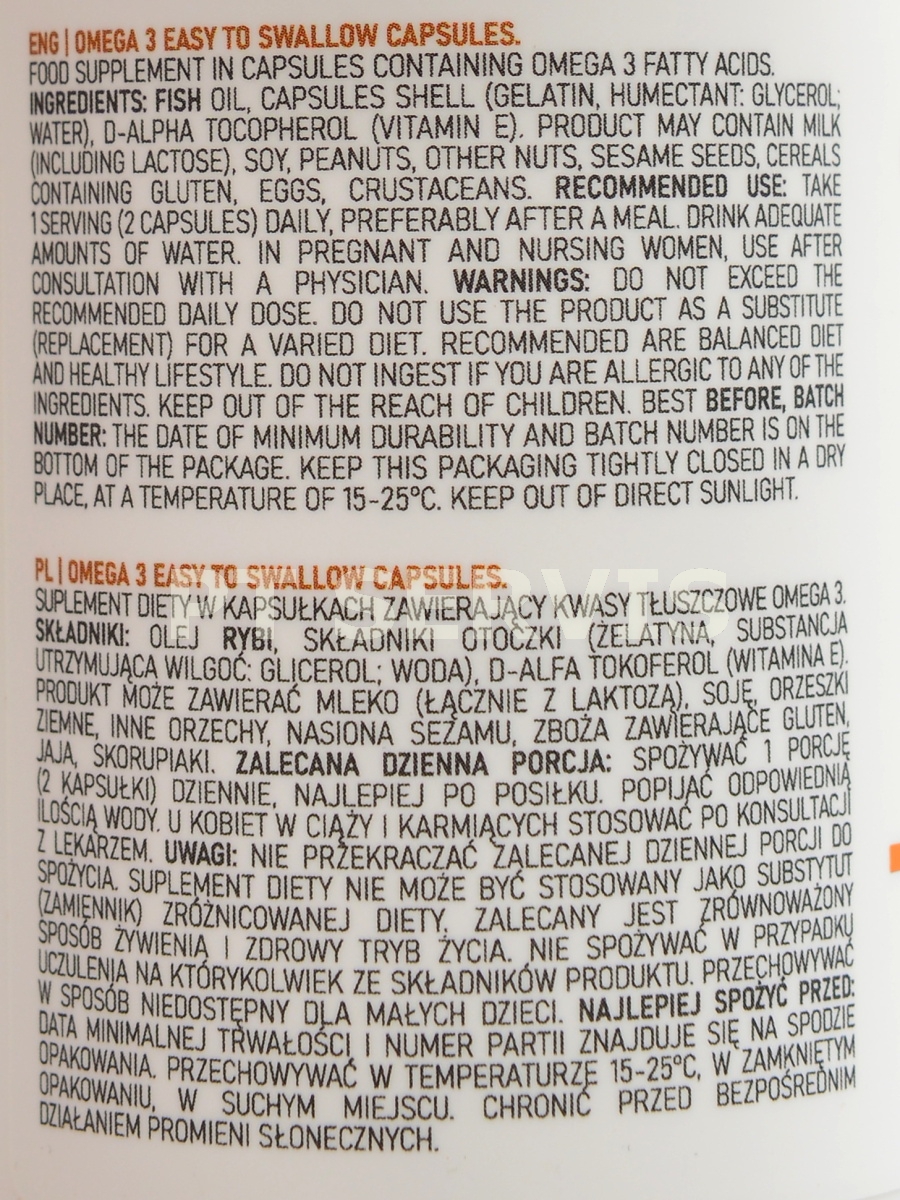 ENG | OMEGA 3 EASY TO SWALLOW CAPSULES.
FOOD SUPPLEMENT IN CAPSULES CONTAINING OMEGA 3 FATTY ACIDS.
INGREDIENTS: FISH OIL, CAPSULES SHELL (GELATIN, HUMECTANT: GLYCEROL;
WATER), D-ALPHA TOCOPHEROL (VITAMIN E). PRODUCT MAY CONTAIN MILK
(INCLUDING LACTOSE), SOY, PEANUTS, OTHER NUTS, SESAME SEEDS, CEREALS
CONTAINING GLUTEN, EGGS, CRUSTACEANS. RECOMMENDED USE: TAKE
1 SERVING (2 CAPSULES) DAILY, PREFERABLY AFTER A MEAL. DRINK ADEQUATE
AMOUNTS OF WATER. IN PREGNANT AND NURSING WOMEN, USE AFTER
CONSULTATION WITH A PHYSICIAN. WARNINGS: DO NOT EXCEED THE
RECOMMENDED DAILY DOSE. DO NOT USE THE PRODUCT AS A SUBSTITUTE
(REPLACEMENT) FOR A VARIED DIET. RECOMMENDED ARE BALANCED DIET
AND HEALTHY LIFESTYLE. DO NOT INGEST IF YOU ARE ALLERGIC TO ANY OF THE
INGREDIENTS. KEEP OUT OF THE REACH OF CHILDREN. BEST BEFORE, BATCH
NUMBER: THE DATE OF MINIMUM DURABILITY AND BATCH NUMBER IS ON THE
BOTTOM OF THE PACKAGE. KEEP THIS PACKAGING TIGHTLY CLOSED IN A DRY
PLACE, AT A TEMPERATURE OF 15-25°C. KEEP OUT OF DIRECT SUNLIGHT.
PL | OMEGA 3 EASY TO SWALLOW CAPSULES.
SUPLEMENT DIETY W KAPSUŁKACH ZAWIERAJĄCY KWASY TŁUSZCZOWE OMEGA 3.
SKŁADNIKI: OLEJ RYBI, SKŁADNIKI OTOCZKI (ŻELATYNA, SUBSTANCJA
UTRZYMUJĄCA WILGOĆ: GLICEROL; WODA), D-ALFA TOKOFEROL (WITAMINA E).
PRODUKT MOŻE ZAWIERAĆ MLEKO (ŁĄCZNIE Z LAKTOZĄ), SOJĘ, ORZESZKI
ZIEMNE, INNE ORZECHY, NASIONA SEZAMU, ZBOŻA ZAWIERAJĄCE GLUTEN,
JAJA, SKORUPIAKI. ZALECANA DZIENNA PORCJA: SPOŻYWAĆ 1 PORCJĘ
(2 KAPSUŁKI) DZIENNIE, NAJLEPIEJ PO POSIŁKU. POPIJAĆ ODPOWIEDNIĄ
ILOŚCIĄ WODY. U KOBIET W CIĄŻY I KARMIĄCYCH STOSOWAĆ PO KONSULTACJI
Z LEKARZEM. UWAGI: NIE PRZEKRACZAĆ ZALECANEJ DZIENNEJ PORCJI DO
SPOŻYCIA. SUPLEMENT DIETY NIE MOŻE BYĆ STOSOWANY JAKO SUBSTYTUT
(ZAMIENNIK) ZRÓŻNICOWANEJ DIETY. ZALECANY JEST ZRÓWNOWAŻONY
SPOSÓB ŻYWIENIA I ZDROWY TRYB ŻYCIA. NIE SPOŻYWAĆ W PRZYPADKU
UCZULENIA NA KTÓRYKOLWIEK ZE SKŁADNIKÓW PRODUKTU. PRZECHOWYWAĆ
W SPOSÓB NIEDOSTĘPNY DLA MAŁYCH DZIECI. NAJLEPIEJ SPOŻYĆ PRZED:
DATA MINIMALNEJ TRWAŁOŚCI I NUMER PARTII ZNAJDUJE SIĘ NA SPODZIE
OPAKOWANIA. PRZECHOWYWAĆ W TEMPERATURZE 15-25°C, W ZAMKNIĘTYM
OPAKOWANIU, W SUCHYM MIEJSCU. CHRONIĆ PRZED BEZPOŚREDNIM
DZIAŁANIEM PROMIENI SŁONECZNYCH.